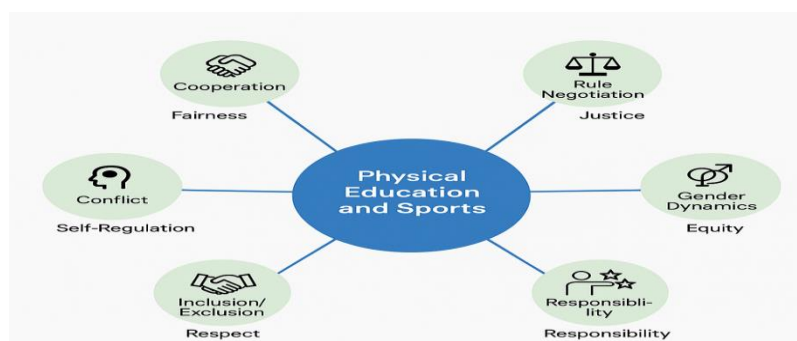 Cooperation
Fairness
Rule
Negotiation
Justice
Physical
Education
and Sports
Conflict
Self-Regulation
Gender
Dynamics
Equity
Inclusion/
Exclusion
Respect
Responsibli-
lity
Responsibility